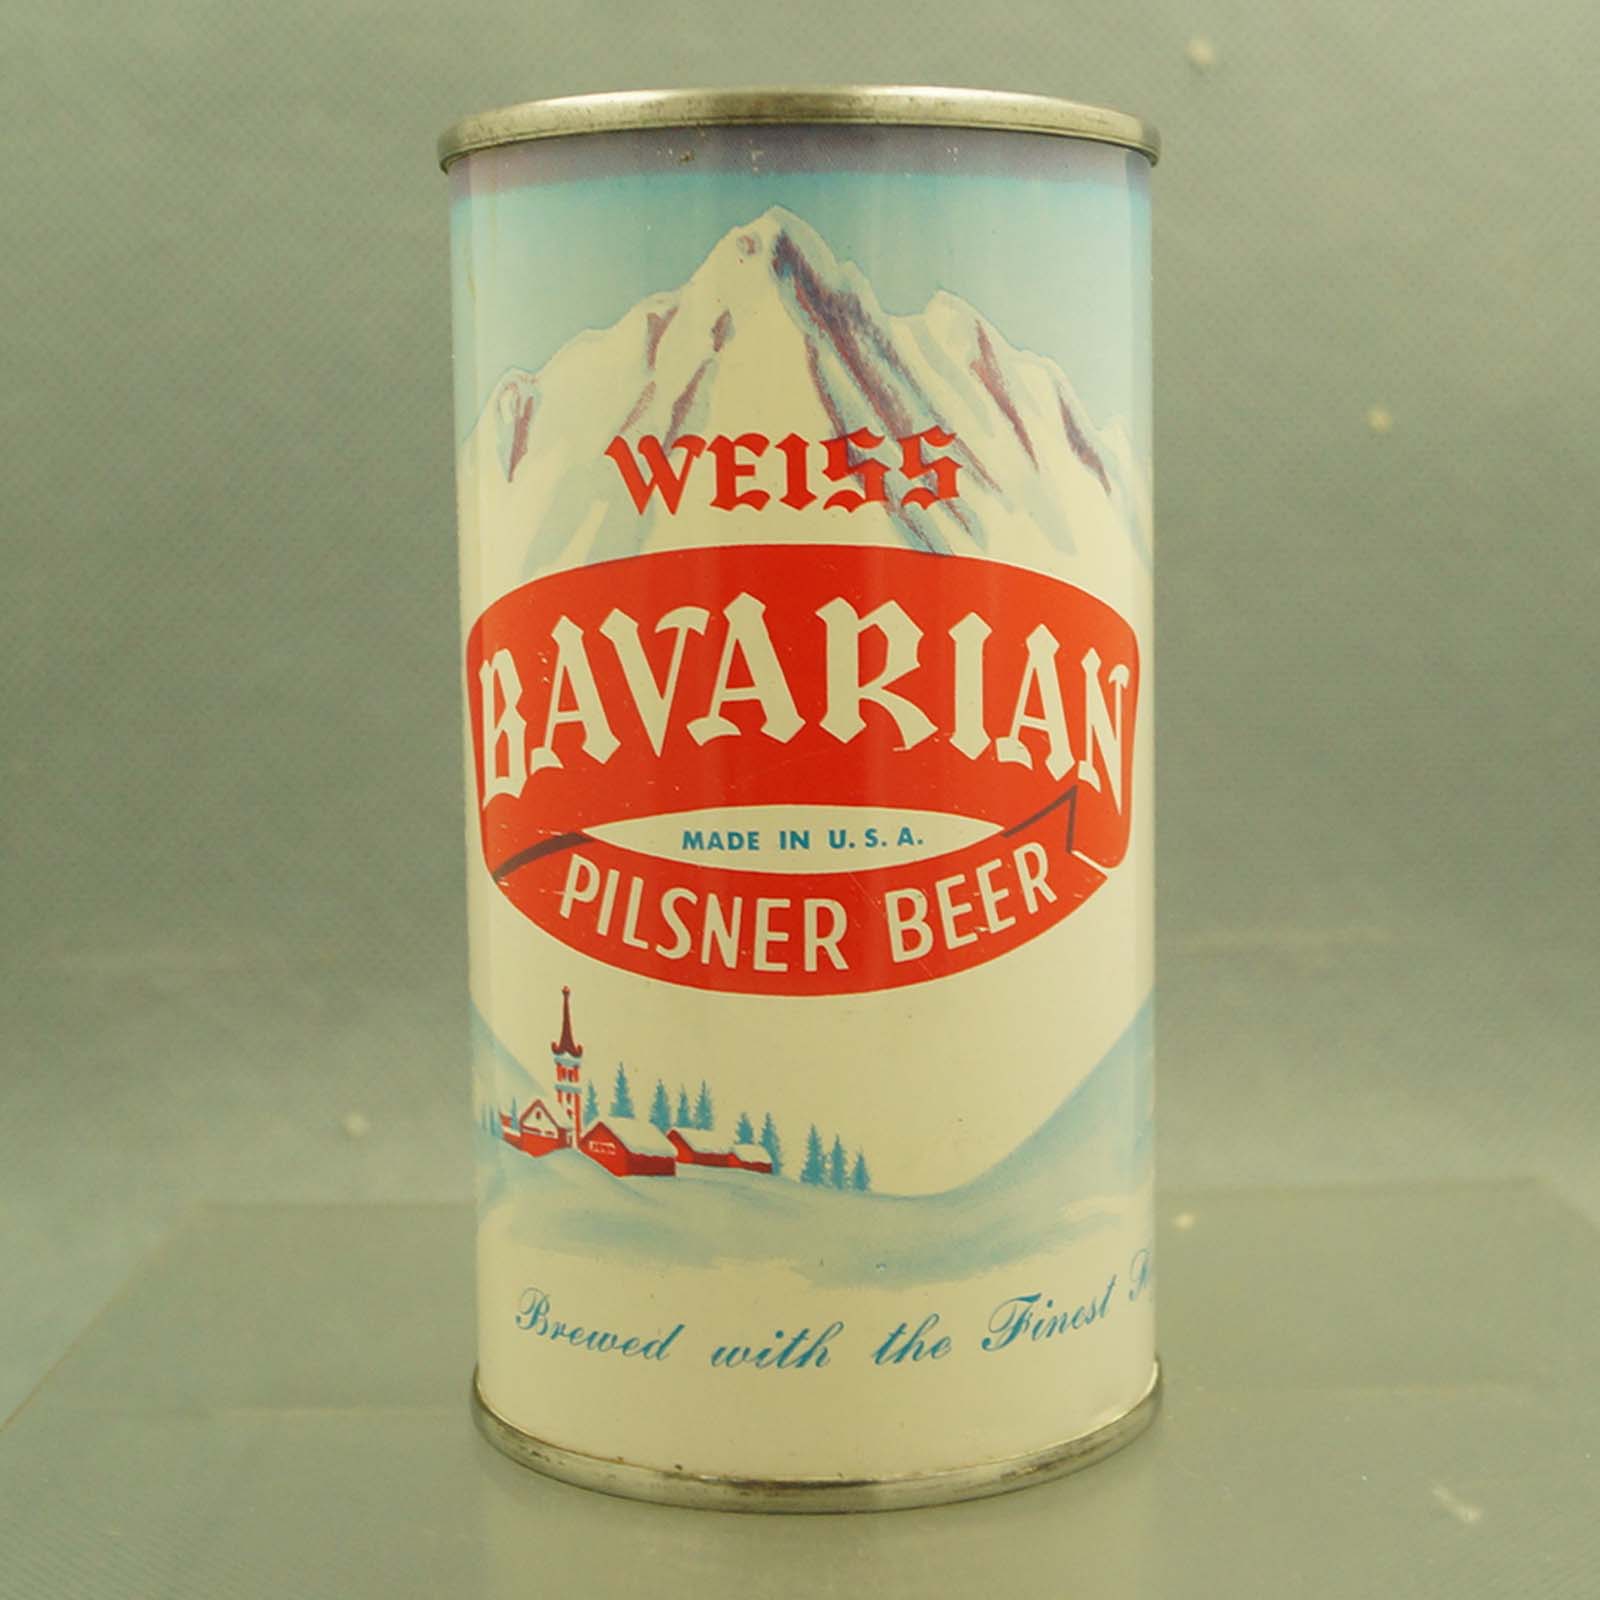 WEISS
BAVARIAN
MADE IN U.S.A.
PILSNER BEER
Brewed with the Finest